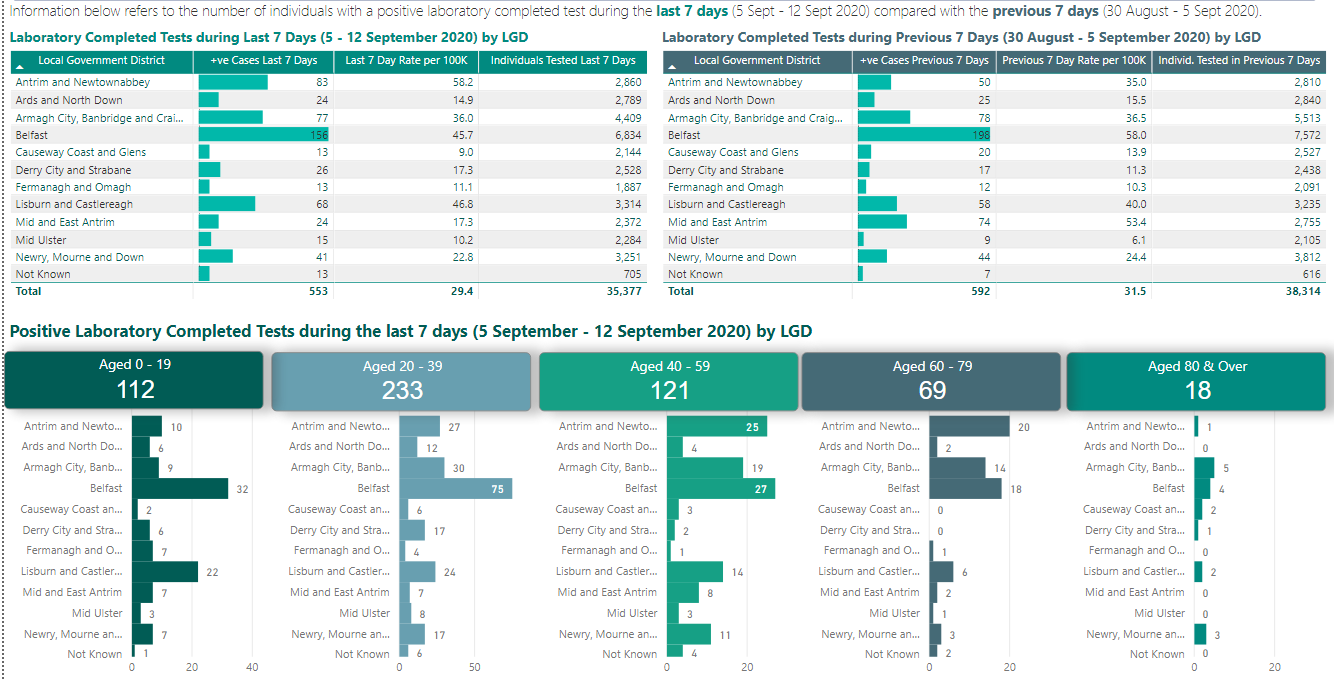 Information below refers to the number of individuals with a positive laboratory completed test during the last 7 days (5 Sept - 12 Sept 2020) compared with the previous 7 days (30 August - 5 Sept 2020).
Laboratory Completed Tests during Last 7 Days (5 - 12 September 2020) by LGD
Local Government District +ve Cases Last 7 Days Last 7 Day Rate per 100K Individuals Tested Last 7 Days
Antrim and Newtownabbey 83 58.2 2,860
Ards and North Down 24 14.9 2,789
Armagh City, Banbridge and Crai... 77 36.0 4,409
Belfast 156 45.7 6,834
Causeway Coast and Glens 13 9.0 2,144
Derry City and Strabane 26 17.3 2,528
Fermanagh and Omagh 13 11.1 1,887
Lisburn and Castlereagh 68 46.8 3,314
Mid and East Antrim 24 17.3 2,372
Mid Ulster 15 10.2 2,284
Newry, Mourne and Down 41 22.8 3,251
Not Known 13 705
Total 553 29.4 35,377
Laboratory Completed Tests during Previous 7 Days (30 August - 5 September 2020) by LGD
Local Government District +ve Cases Previous 7 Days Previous 7 Day Rate per 100K Individ. Tested in Previous 7 Days
Antrim and Newtownabbey 50 35.0 2,810
Ards and North Down 25 15.5 2,840
Armagh City, Banbridge and Craig... 78 36.5 5,513
Belfast 198 58.0 7,572
Causeway Coast and Glens 20 13.9 2,527
Derry City and Strabane 17 11.3 2,438
Fermanagh and Omagh 12 10.3 2,091
Lisburn and Castlereagh 58 40.0 3,235
Mid and East Antrim 74 53.4 2,755
Mid Ulster 9 6.1 2,105
Newry, Mourne and Down 44 24.4 3,812
Not Known 7 616
Total 592 31.5 38,314
Positive Laboratory Completed Tests during the last 7 days (5 September - 12 September 2020) by LGD
Aged 0 - 19
112
Antrim and Newto... 10
Ards and North Do... 6
Armagh City, Banb... 9
Belfast 32
Causeway Coast an... 2
Derry City and Stra... 6
Fermanagh and O... 7
Lisburn and Castler... 22
Mid and East Antrim 7
Mid Ulster 3
Newry, Mourne an... 7
Not Known 1
0 20 40
Aged 20 - 39
233
Antrim and Newto... 27
Ards and North Do... 12
Armagh City, Banb... 30
Belfast 75
Causeway Coast an... 6
Derry City and Stra... 17
Fermanagh and O... 4
Lisburn and Castler... 24
Mid and East Antrim 7
Mid Ulster 8
Newry, Mourne an... 17
Not Known 6
0 50
Aged 40 - 59
121
Antrim and Newto... 25
Ards and North Do... 4
Armagh City, Banb... 19
Belfast 27
Causeway Coast an... 3
Derry City and Stra... 2
Fermanagh and O... 1
Lisburn and Castler... 14
Mid and East Antrim 8
Mid Ulster 3
Newry, Mourne an... 11
Not Known 4
0 20
Aged 60 - 79
69
Antrim and Newto... 20
Ards and North Do... 2
Armagh City, Banb... 14
Belfast 18
Causeway Coast an... 0
Derry City and Stra... 0
Fermanagh and O... 1
Lisburn and Castler... 6
Mid and East Antrim 2
Mid Ulster 1
Newry, Mourne an... 3
Not Known 2
0 20
Aged 80 & Over
18
Antrim and Newto... 1
Ards and North Do... 0
Armagh City, Banb... 5
Belfast 4
Causeway Coast an... 2
Derry City and Stra... 1
Fermanagh and O... 0
Lisburn and Castler... 2
Mid and East Antrim 0
Mid Ulster 0
Newry, Mourne an... 3
Not Known 0
0 20